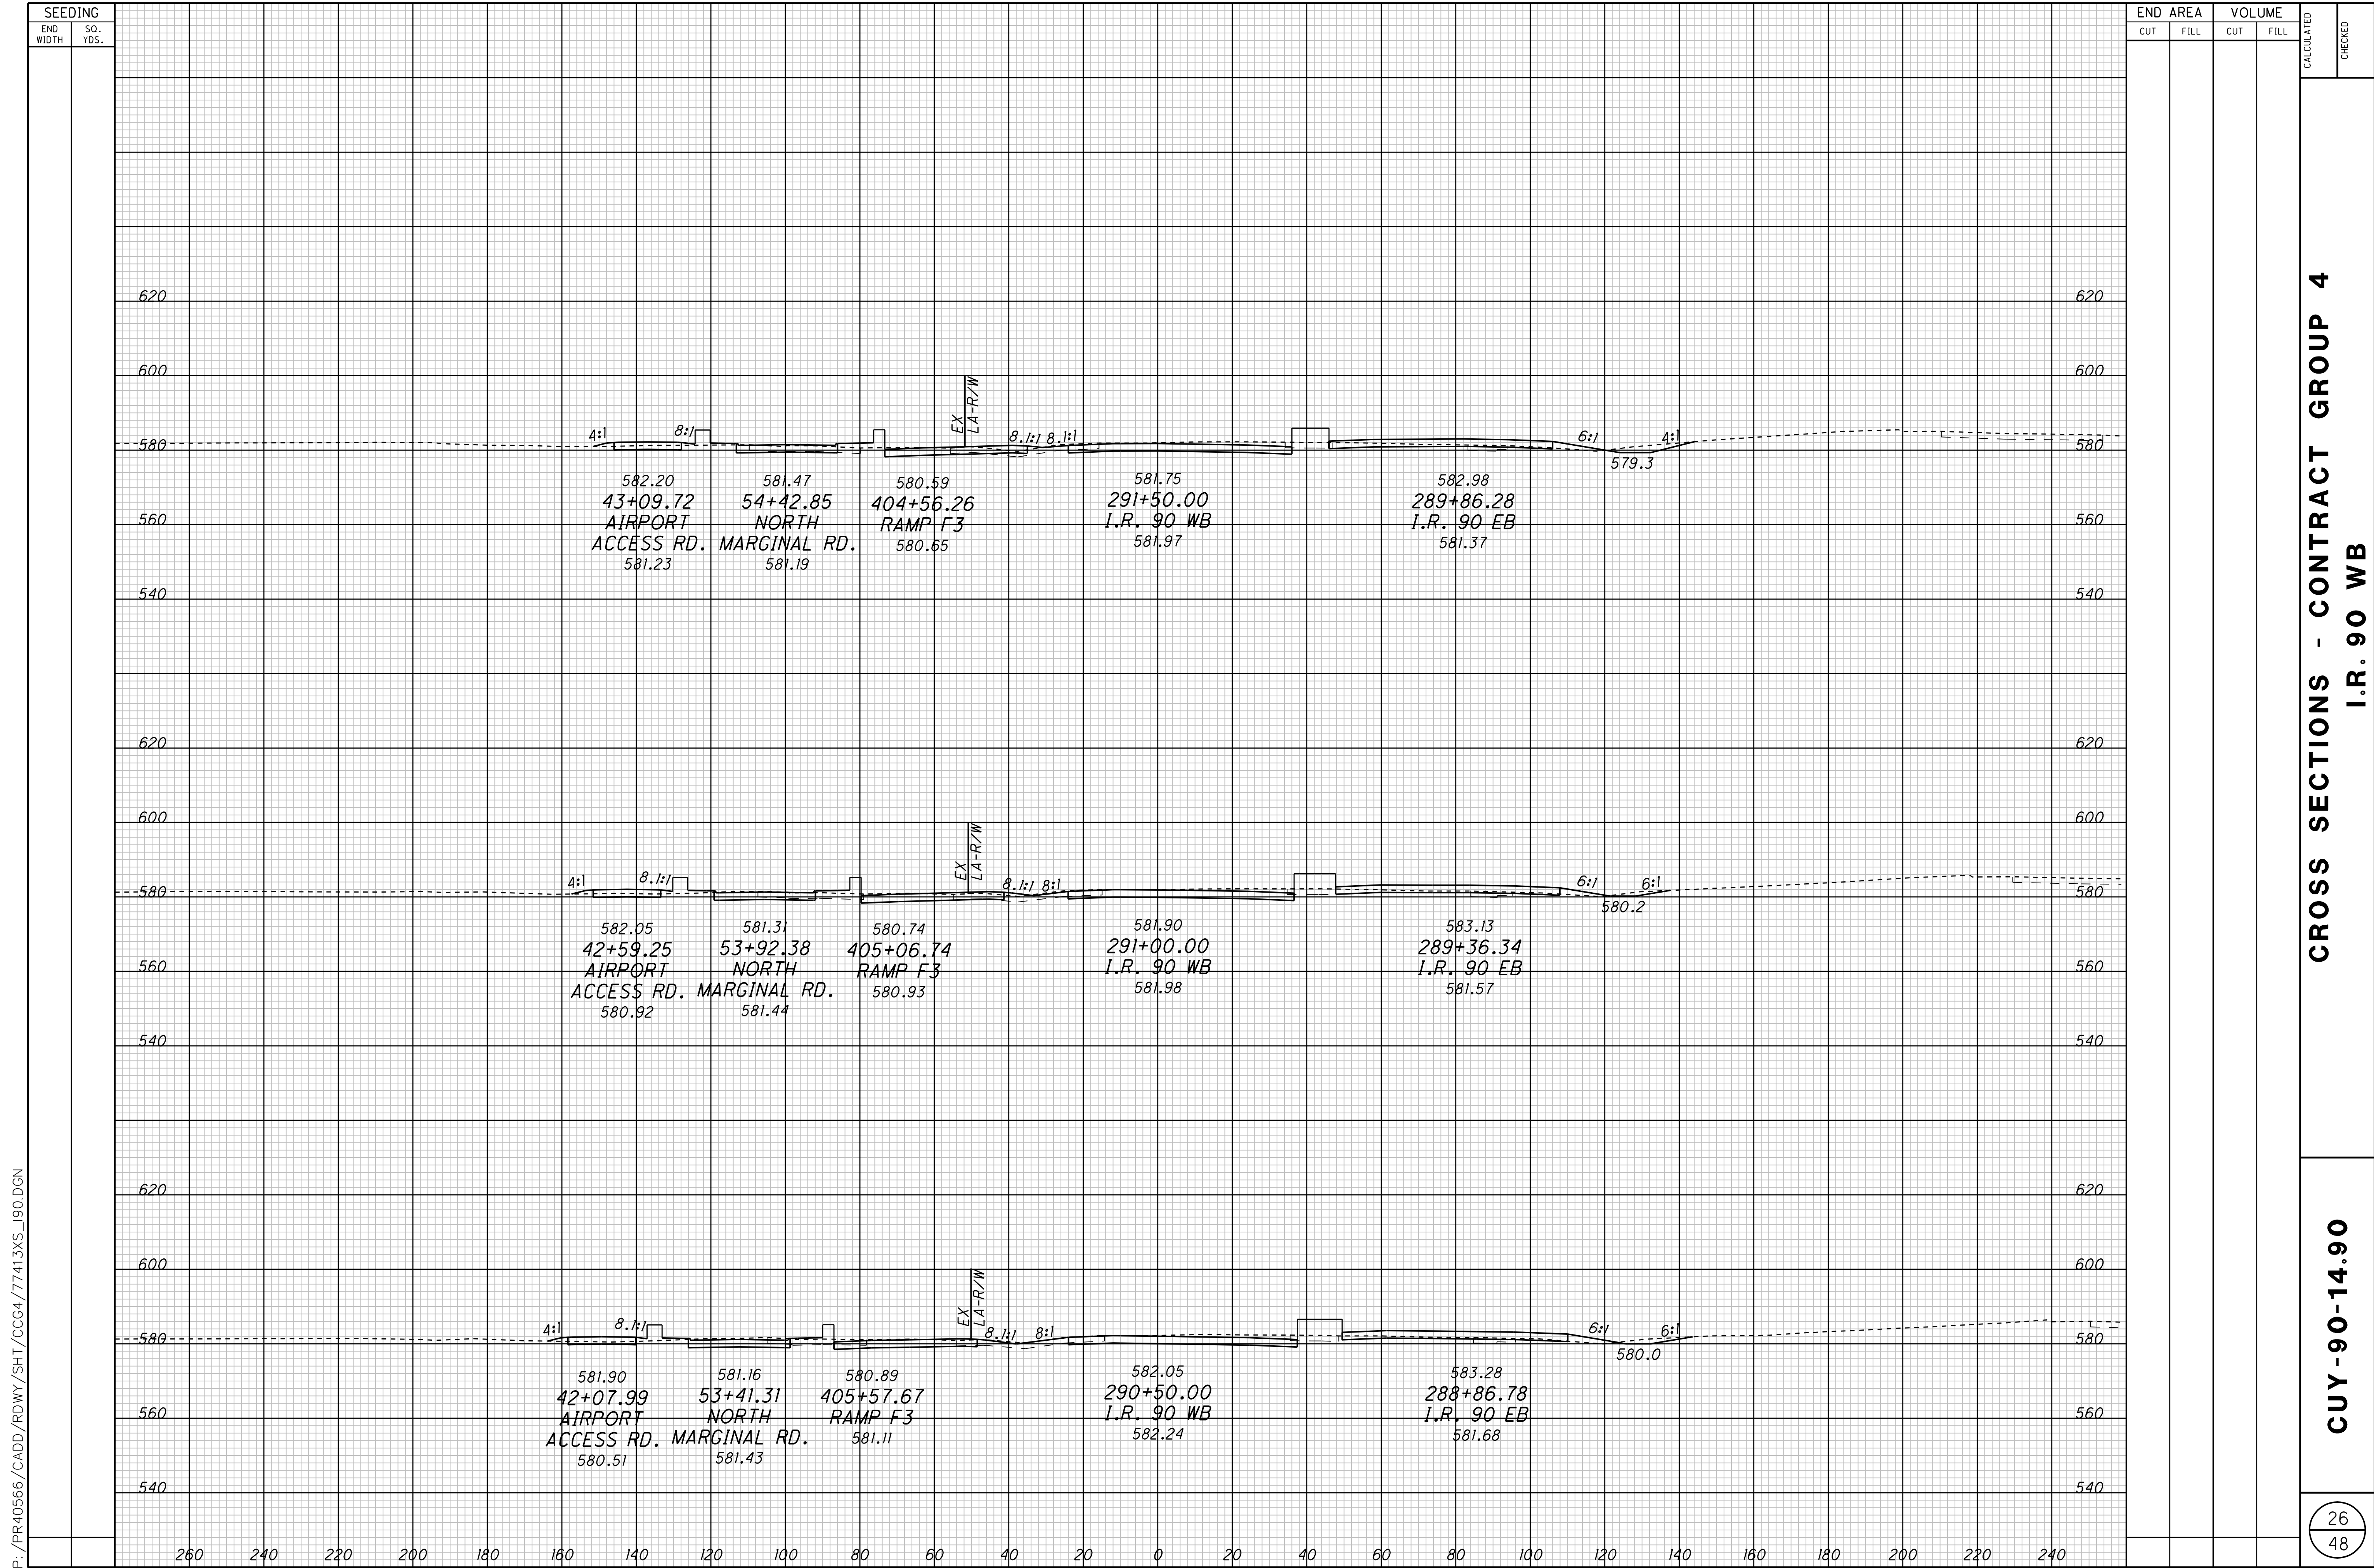 SEEDING
END WIDTH
SQ. YDS.
END AREA
VOLUME
CUT
FILL
CUT
FILL
CALCULATED
CHECKED
620
620
600
600
EX
LA-R/W
4:1
8:1
8.1:1
8.1:1
6:1
4:1
580
580
579.3
582.20
43+09.72
AIRPORT
ACCESS RD.
581.23
581.47
54+42.85
NORTH
MARGINAL RD.
581.19
580.59
404+56.26
RAMP F3
580.65
581.75
291+50.00
I.R. 90 WB
581.97
582.98
289+86.28
I.R. 90 EB
581.37
560
560
540
540
620
620
600
600
EX
LA-R/W
4:1
8.1:1
8.1:1
8:1
6:1
6:1
580
580
580.2
582.05
42+59.25
AIRPORT
ACCESS RD.
580.92
581.31
53+92.38
NORTH
MARGINAL RD.
581.44
580.74
405+06.74
RAMP F3
580.93
581.90
291+00.00
I.R. 90 WB
581.98
583.13
289+36.34
I.R. 90 EB
581.57
560
560
540
540
620
620
600
600
EX
LA-R/W
4:1
8.1:1
8.1:1
8:1
6:1
6:1
580
580
580.0
581.90
42+07.99
AIRPORT
ACCESS RD.
580.51
581.16
53+41.31
NORTH
MARGINAL RD.
581.43
580.89
405+57.67
RAMP F3
581.11
582.05
290+50.00
I.R. 90 WB
582.24
583.28
288+86.78
I.R. 90 EB
581.68
560
560
540
540
260 240 220 200 180 160 140 120 100 80 60 40 20 0 20 40 60 80 100 120 140 160 180 200 220 240
P:/PR40566/CADD/RDWY/SHT/CCG4/77413XS_I90.DGN
CROSS SECTIONS - CONTRACT GROUP 4
I.R. 90 WB
CUY-90-14.90
26
48